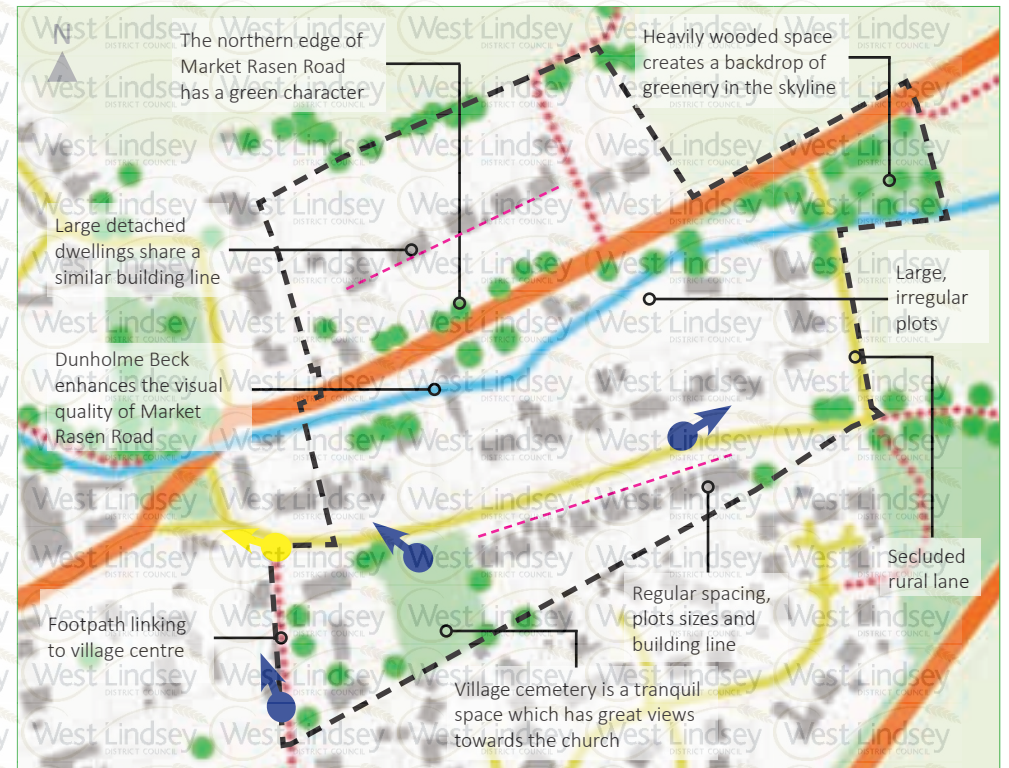 N
The northern edge of
Market Rasen Road
has a green character
Heavily wooded space
creates a backdrop of
greenery in the skyline
Large detached
dwellings share a
similar building line
Large,
irregular
plots
Dunholme Beck
enhances the visual
quality of Market
Rasen Road
Secluded
rural lane
Regular spacing,
plots sizes and
building line
Footpath linking
to village centre
Village cemetery is a tranquil
space which has great views
towards the church
West Lindsey
DISTRICT COUNCIL